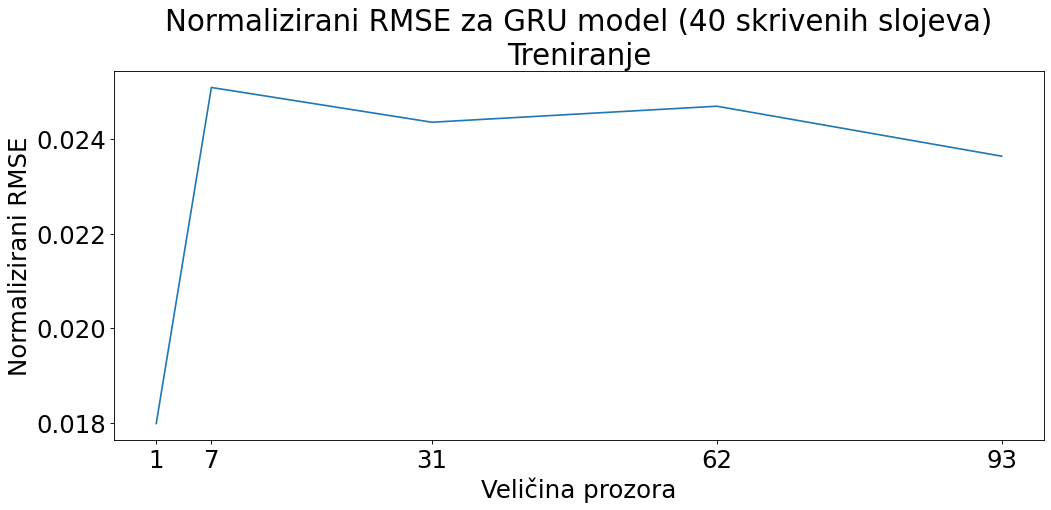 Normalizirani RMSE za GRU model (40 skrivenih slojeva)
Treniranje
Normalizirani RMSE
0.024
0.022
0.020
0.018
1 7 31 62 93
Veličina prozora